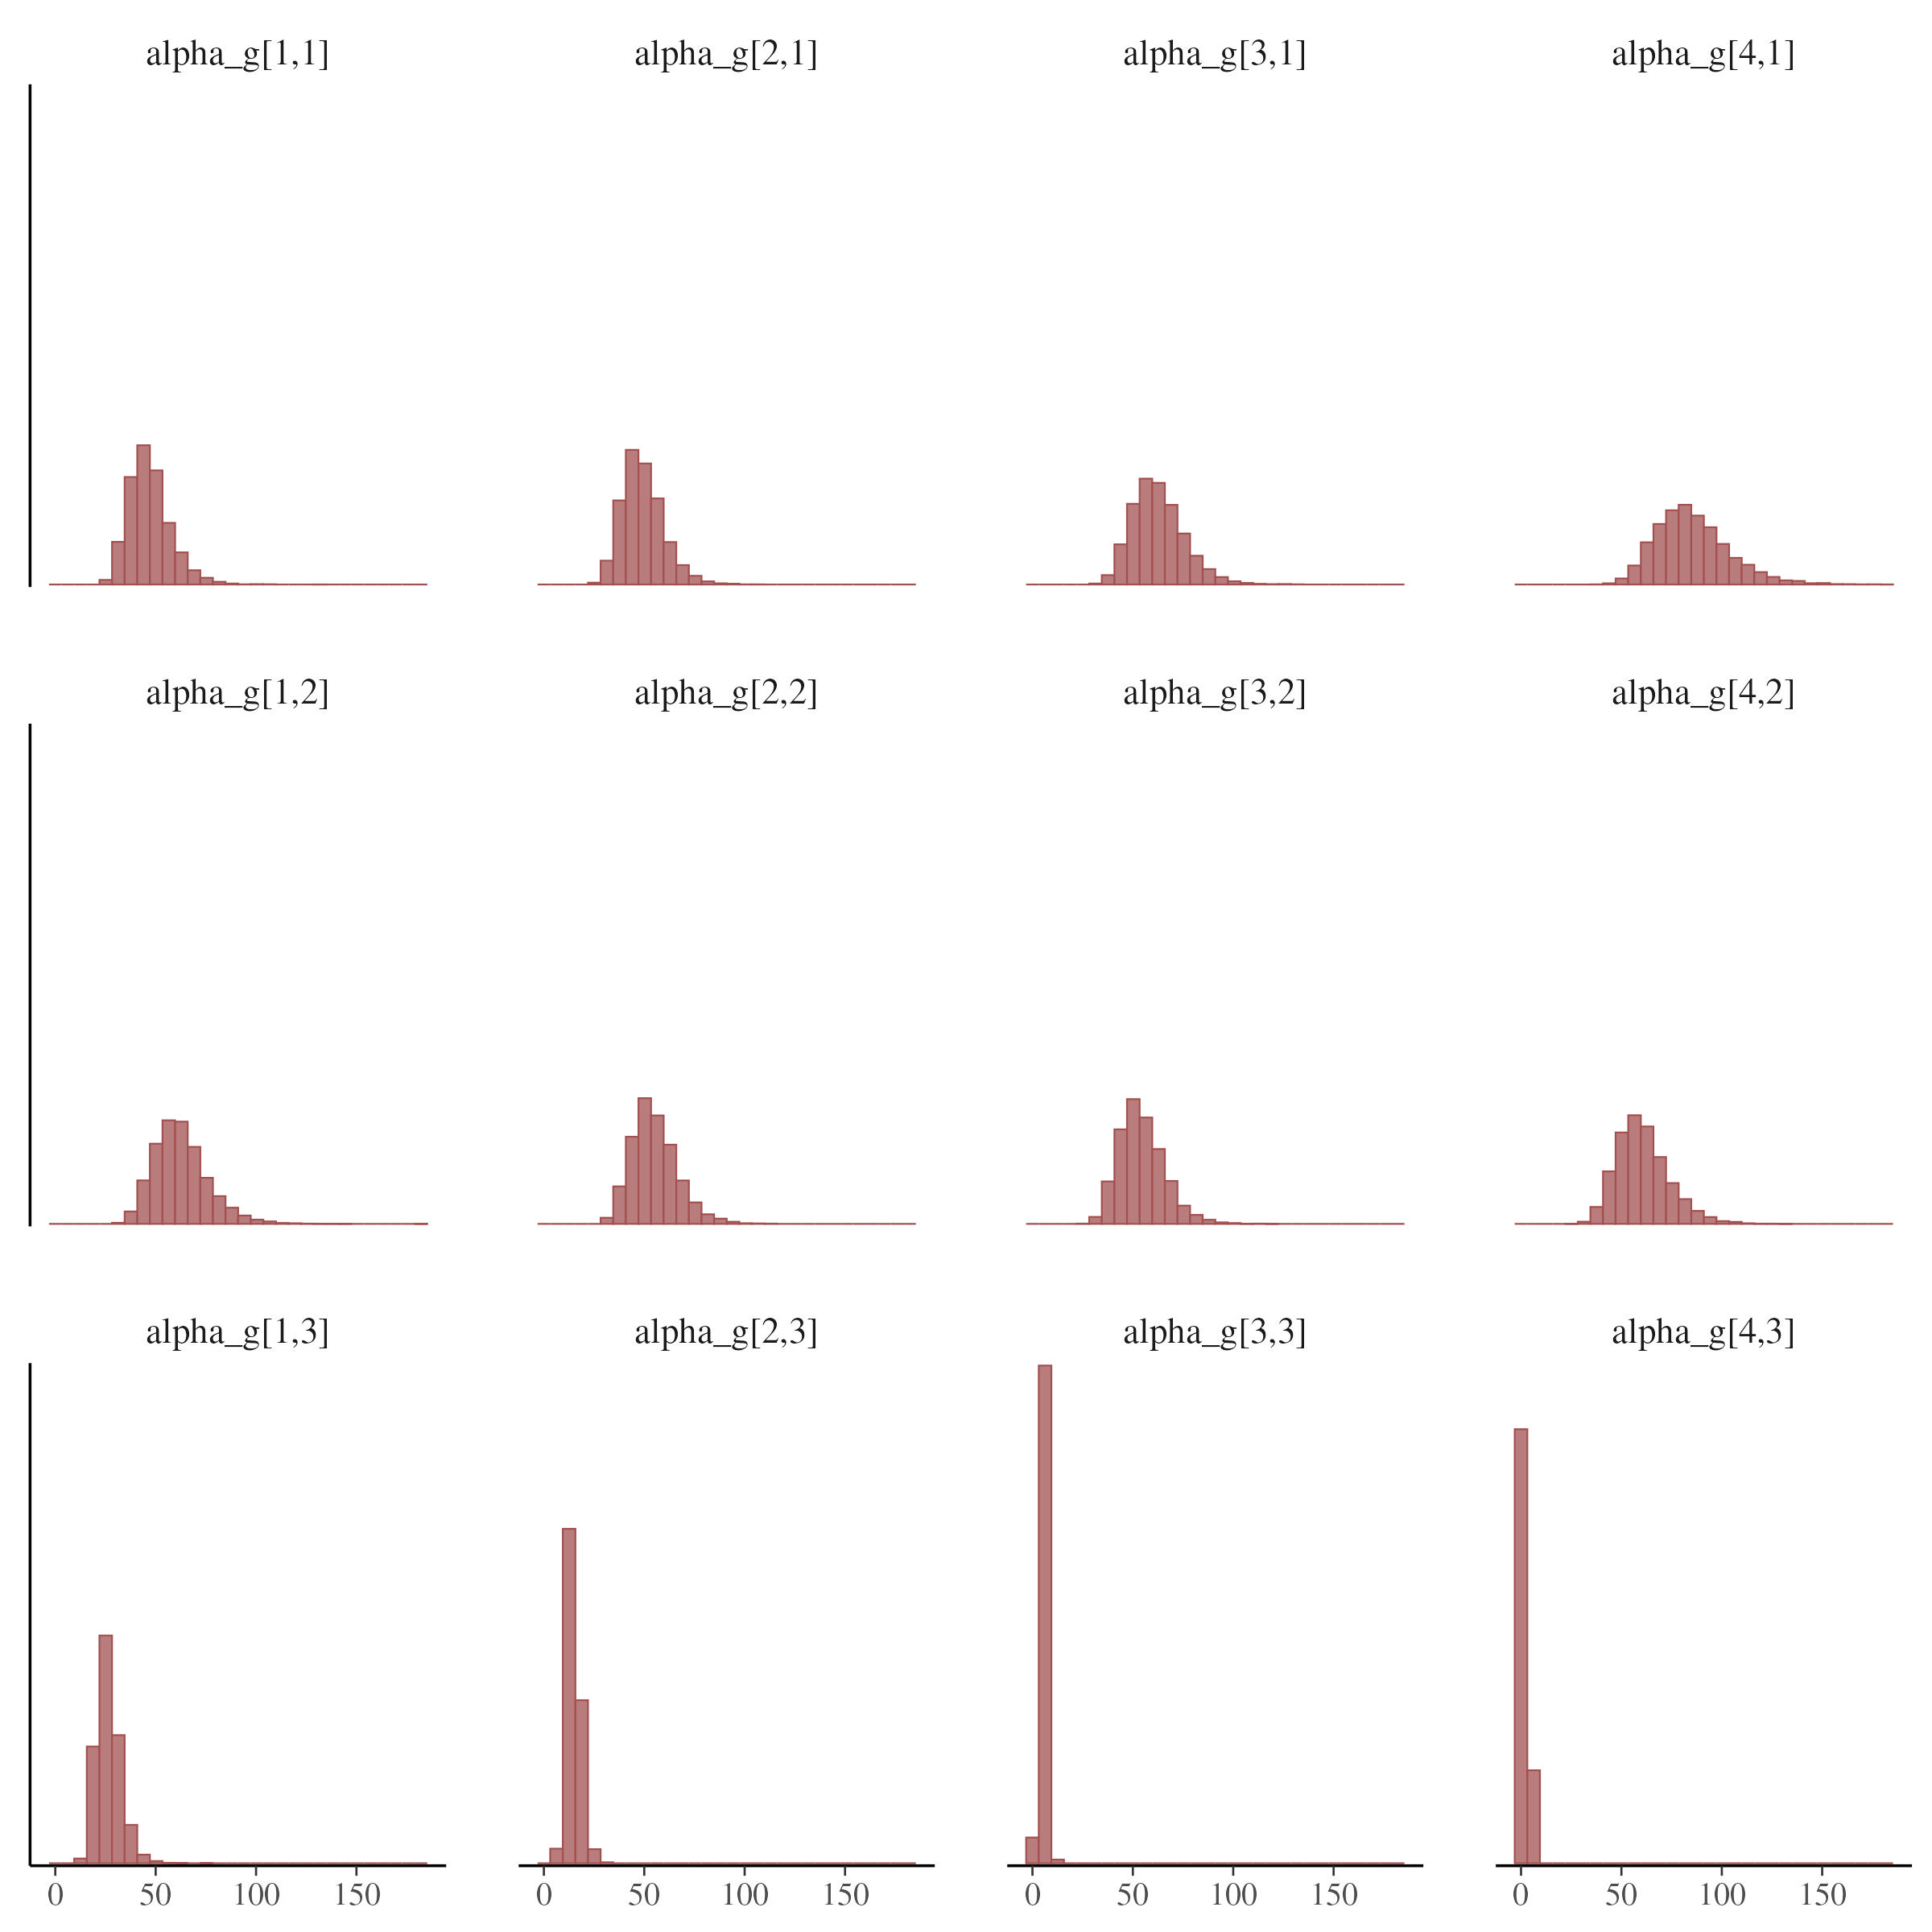 alpha_g[1,1] alpha_g[2,1] alpha_g[3,1] alpha_g[4,1]
alpha_g[1,2] alpha_g[2,2] alpha_g[3,2] alpha_g[4,2]
alpha_g[1,3] alpha_g[2,3] alpha_g[3,3] alpha_g[4,3]
0 50 100 150 0 50 100 150 0 50 100 150 0 50 100 150